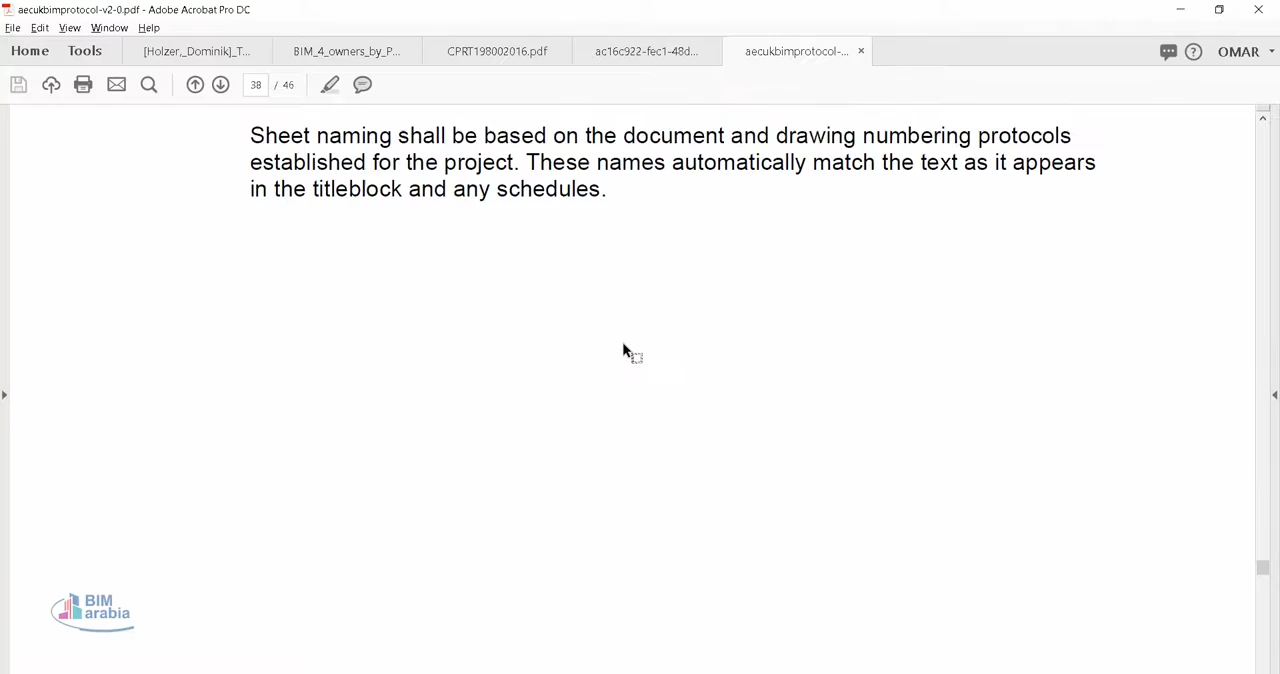 aecukbimprotocol-v2-0.pdf - Adobe Acrobat Pro DC
File Edit View Window Help
Home Tools [Holzer,_Dominik]_T... BIM_4_owners_by_P... CPRT198002016.pdf ac16c922-fec1-48d... aecukbimprotocol-... × OMAR
38 / 46
Sheet naming shall be based on the document and drawing numbering protocols
established for the project. These names automatically match the text as it appears
in the titleblock and any schedules.
BIM
arabia